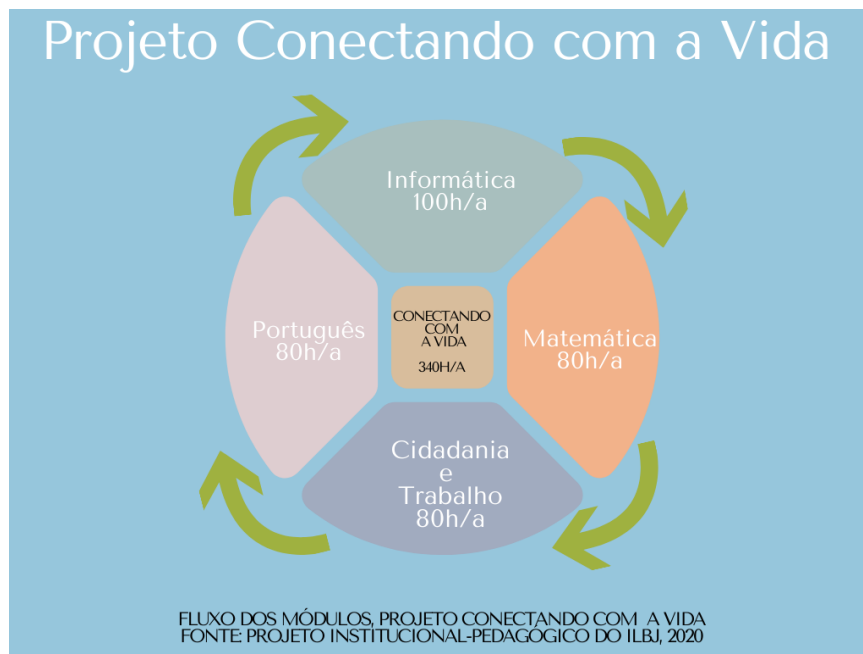 Projeto Conectando com a Vida
Informática
100h/a
Português
80h/a
CONECTANDO
COM
A VIDA
340H/A
Matemática
80h/a
Cidadania
e
Trabalho
80h/a
FLUXO DOS MÓDULOS, PROJETO CONECTANDO COM A VIDA
FONTE: PROJETO INSTITUCIONAL-PEDAGÓGICO DO ILBJ, 2020